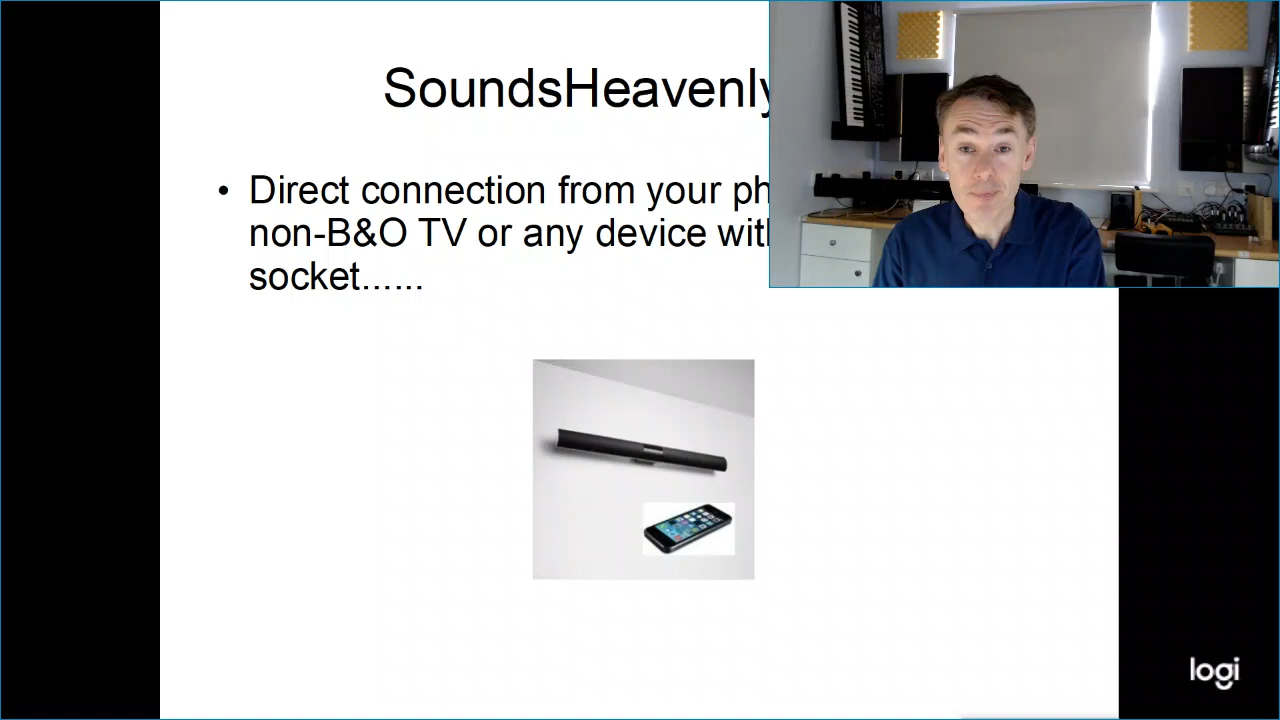 SoundsHeavenly
Direct connection from your ph
non-B&O TV or any device with
socket......
logi